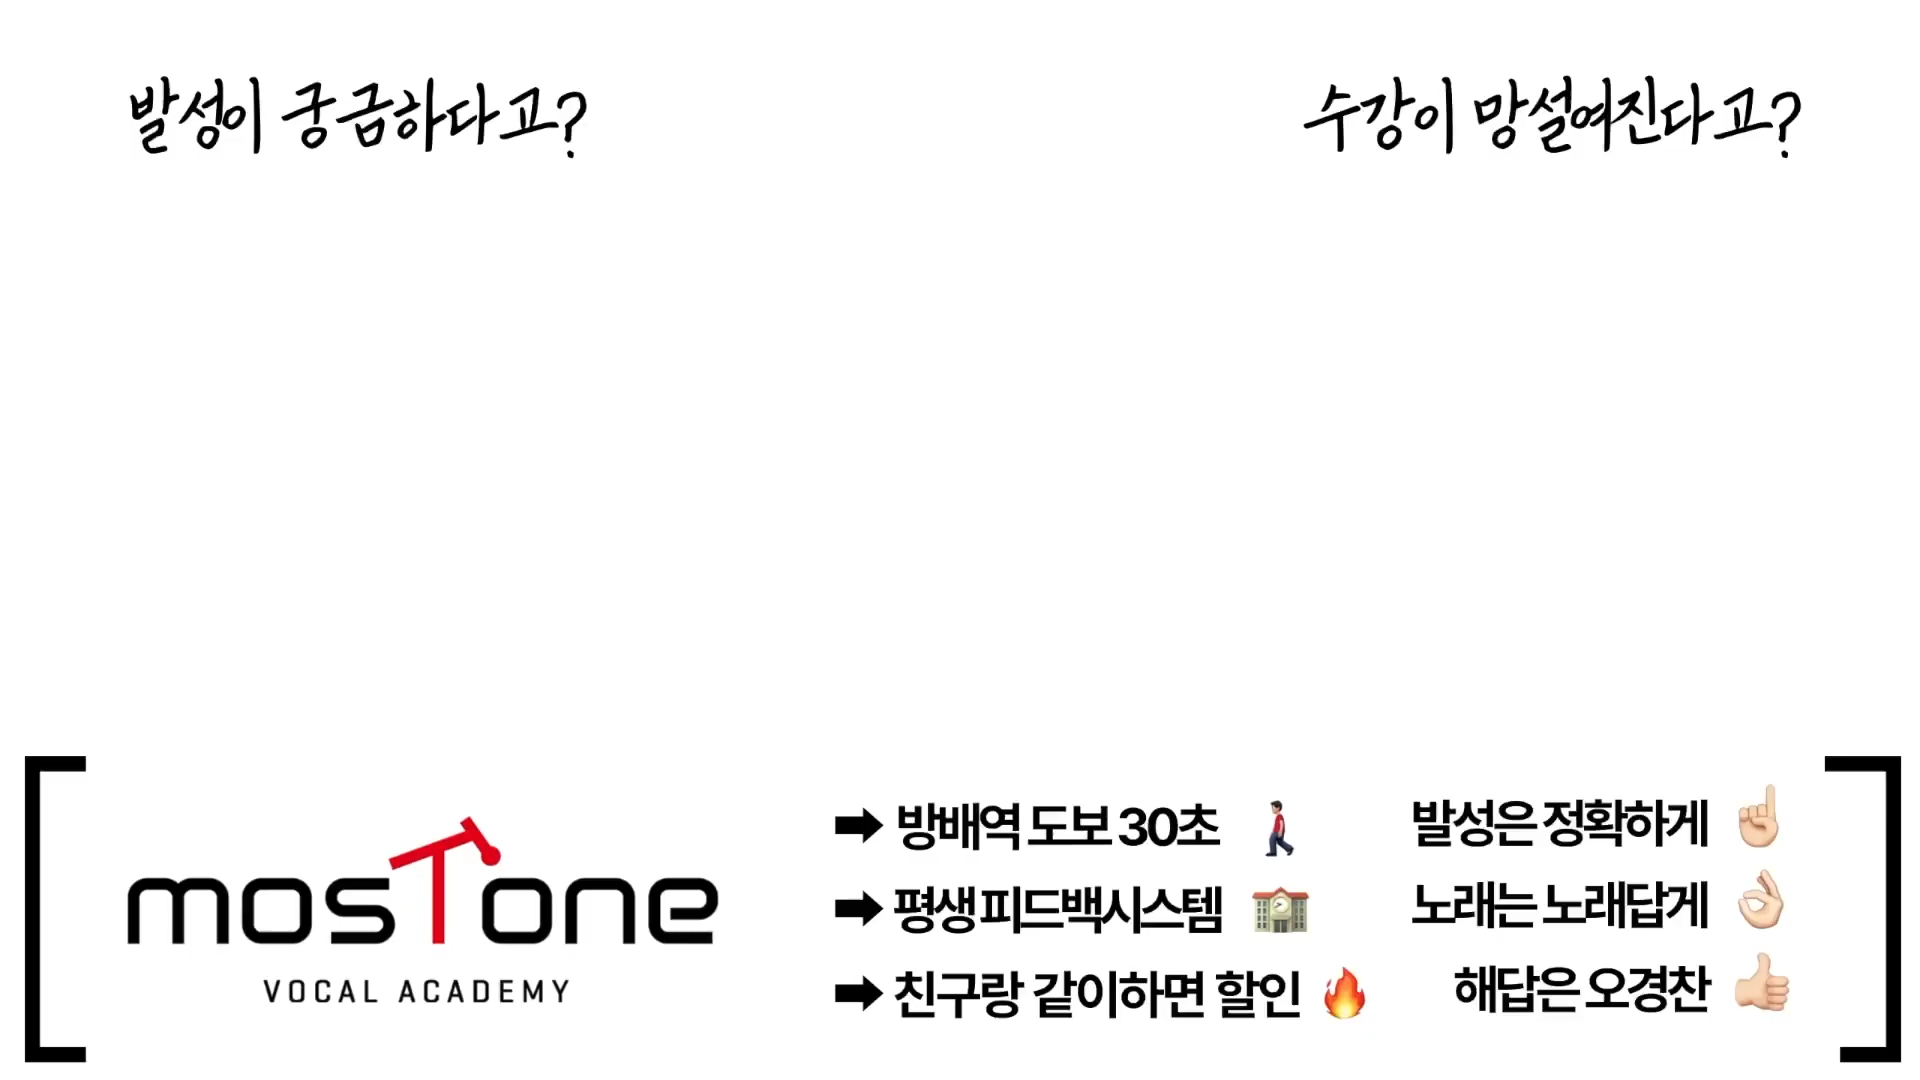 발성이 궁금하다고?
수강이 망설여진다고?
mosTone
VOCAL ACADEMY
➡ 방배역 도보 30초 🚶
➡ 평생 피드백시스템 🏫
➡ 친구랑 같이하면 할인 🔥
발성은 정확하게 ☝🏻
노래는 노래답게 👌🏻
해답은 오경찬 👍🏻